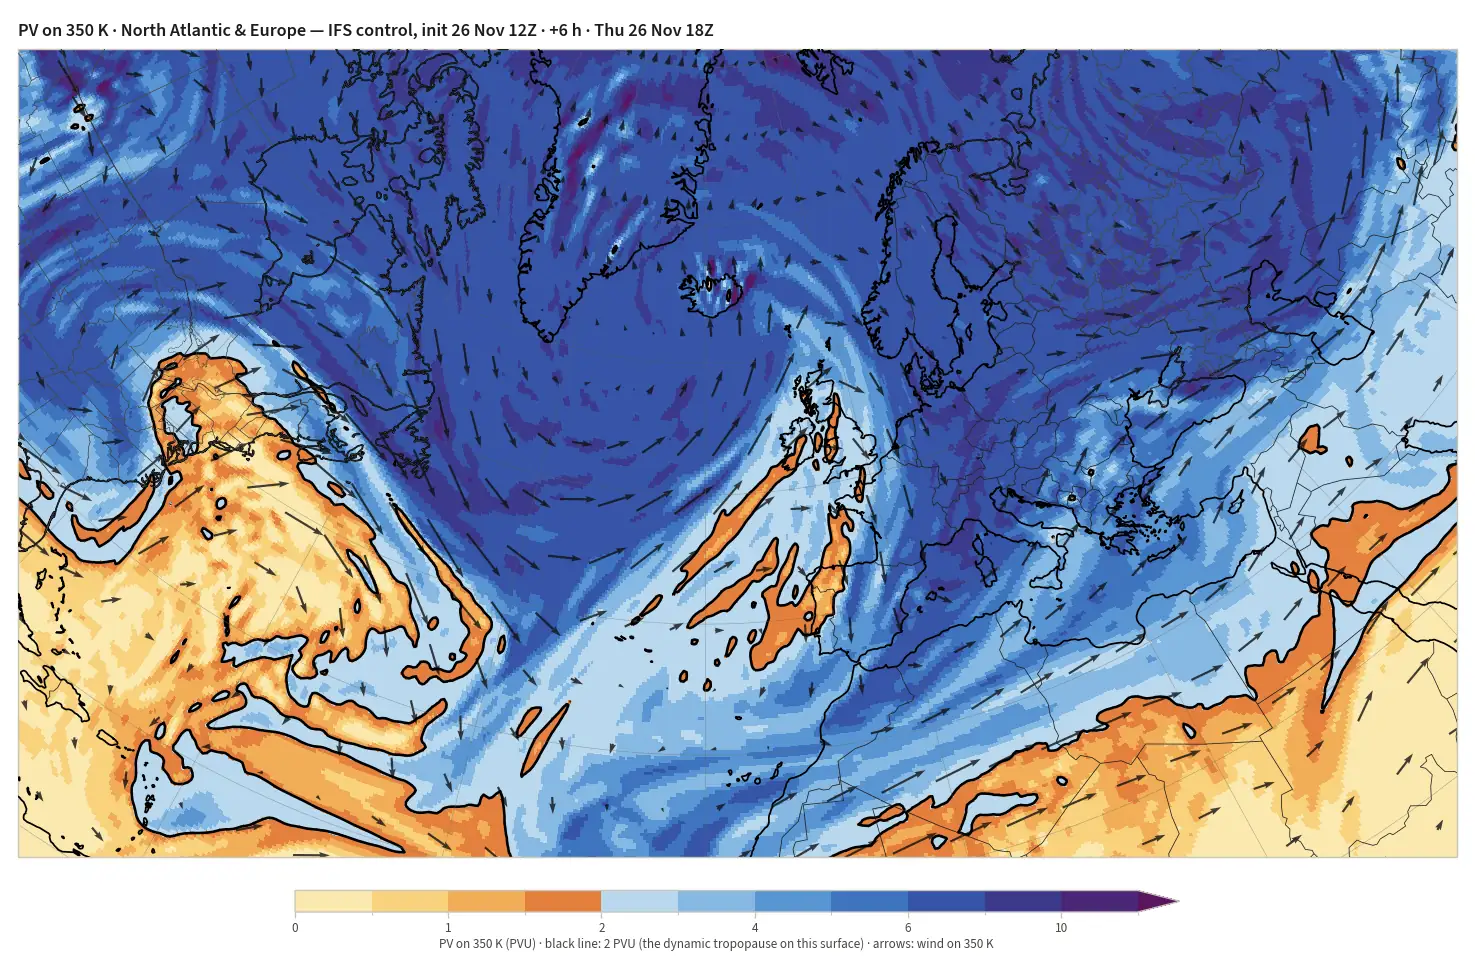 PV on 350 K · North Atlantic & Europe — IFS control, init 26 Nov 12Z · +6 h · Thu 26 Nov 18Z
0 1 2 4 6 10
PV on 350 K (PVU) · black line: 2 PVU (the dynamic tropopause on this surface) · arrows: wind on 350 K